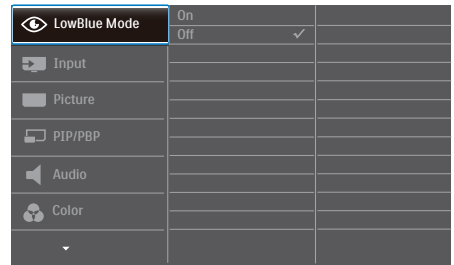 LowBlue Mode
On
Off
Input
Picture
PIP/PBP
Audio
Color